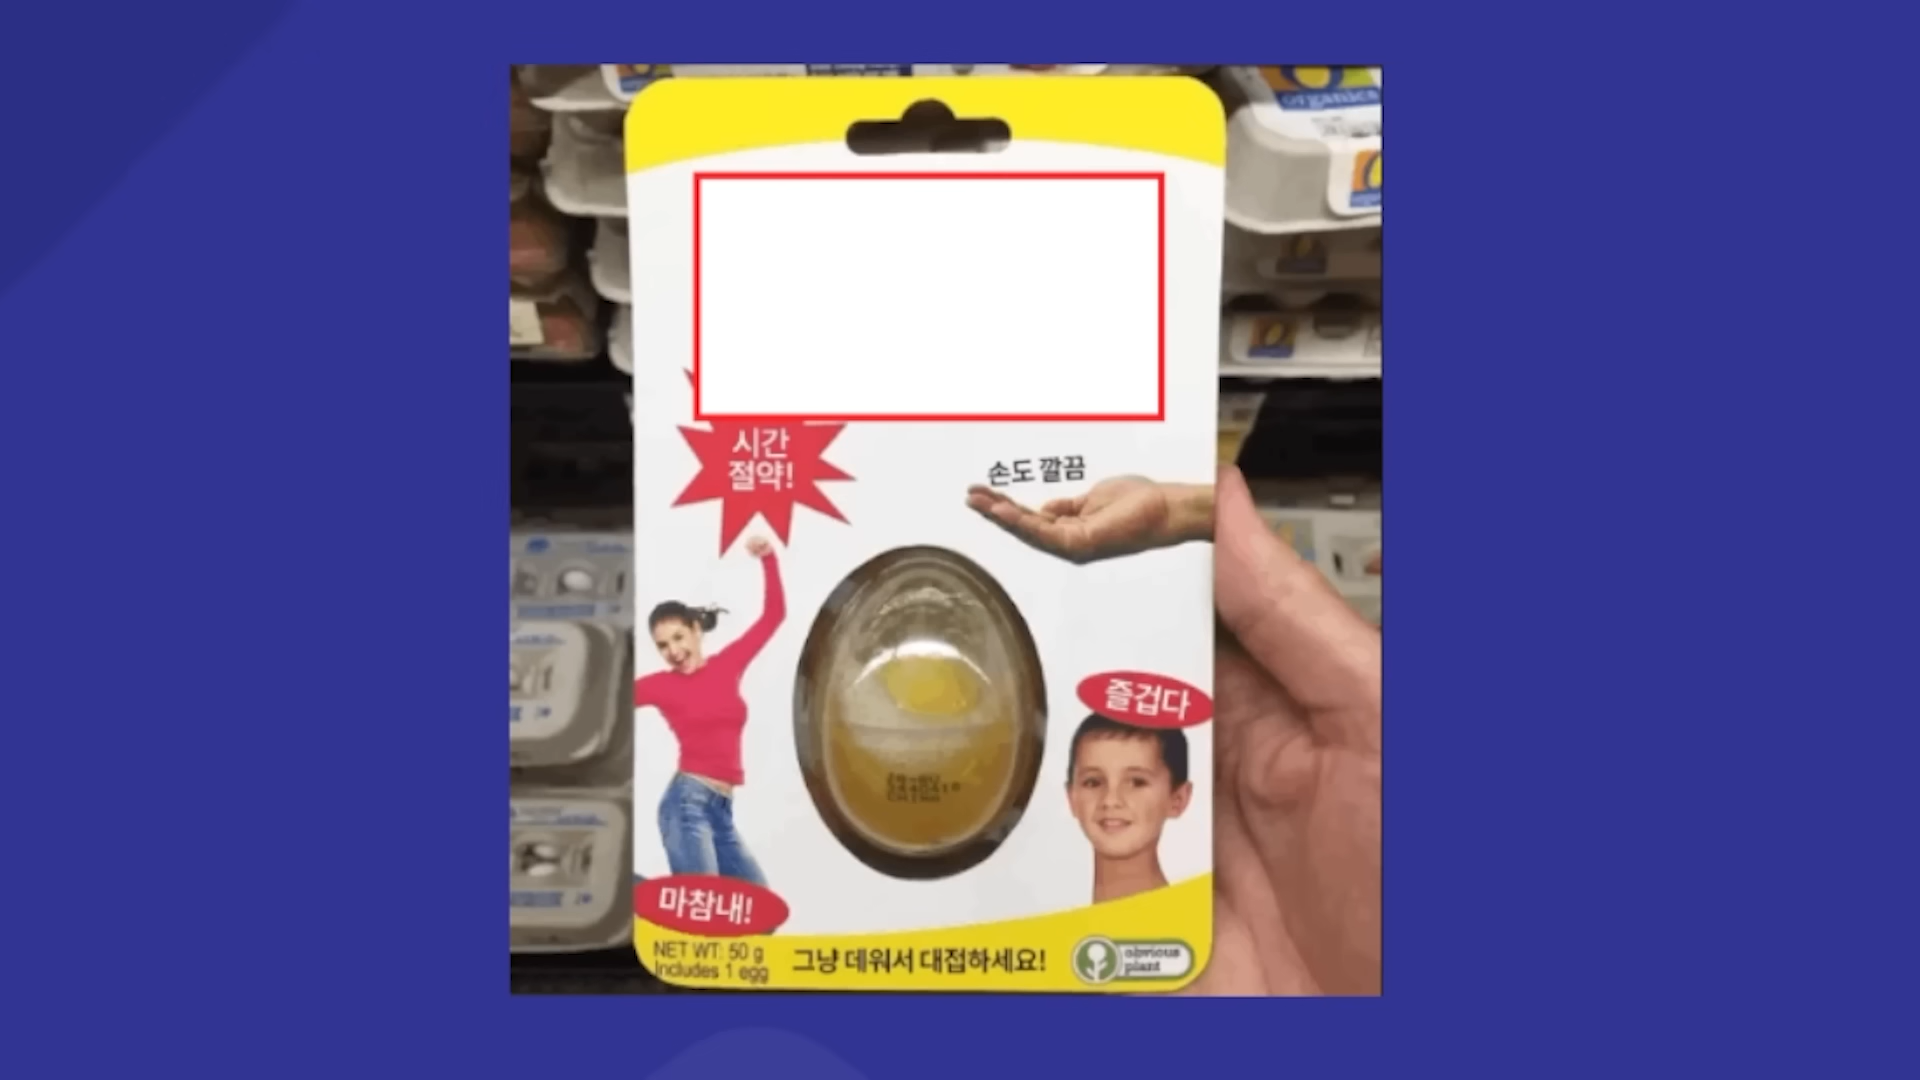 organics
시간
절약!
손도 깔끔
즐겁다
마참내!
NET WT: 50 g
Includes 1 egg
그냥 데워서 대접하세요!
obvious
plant